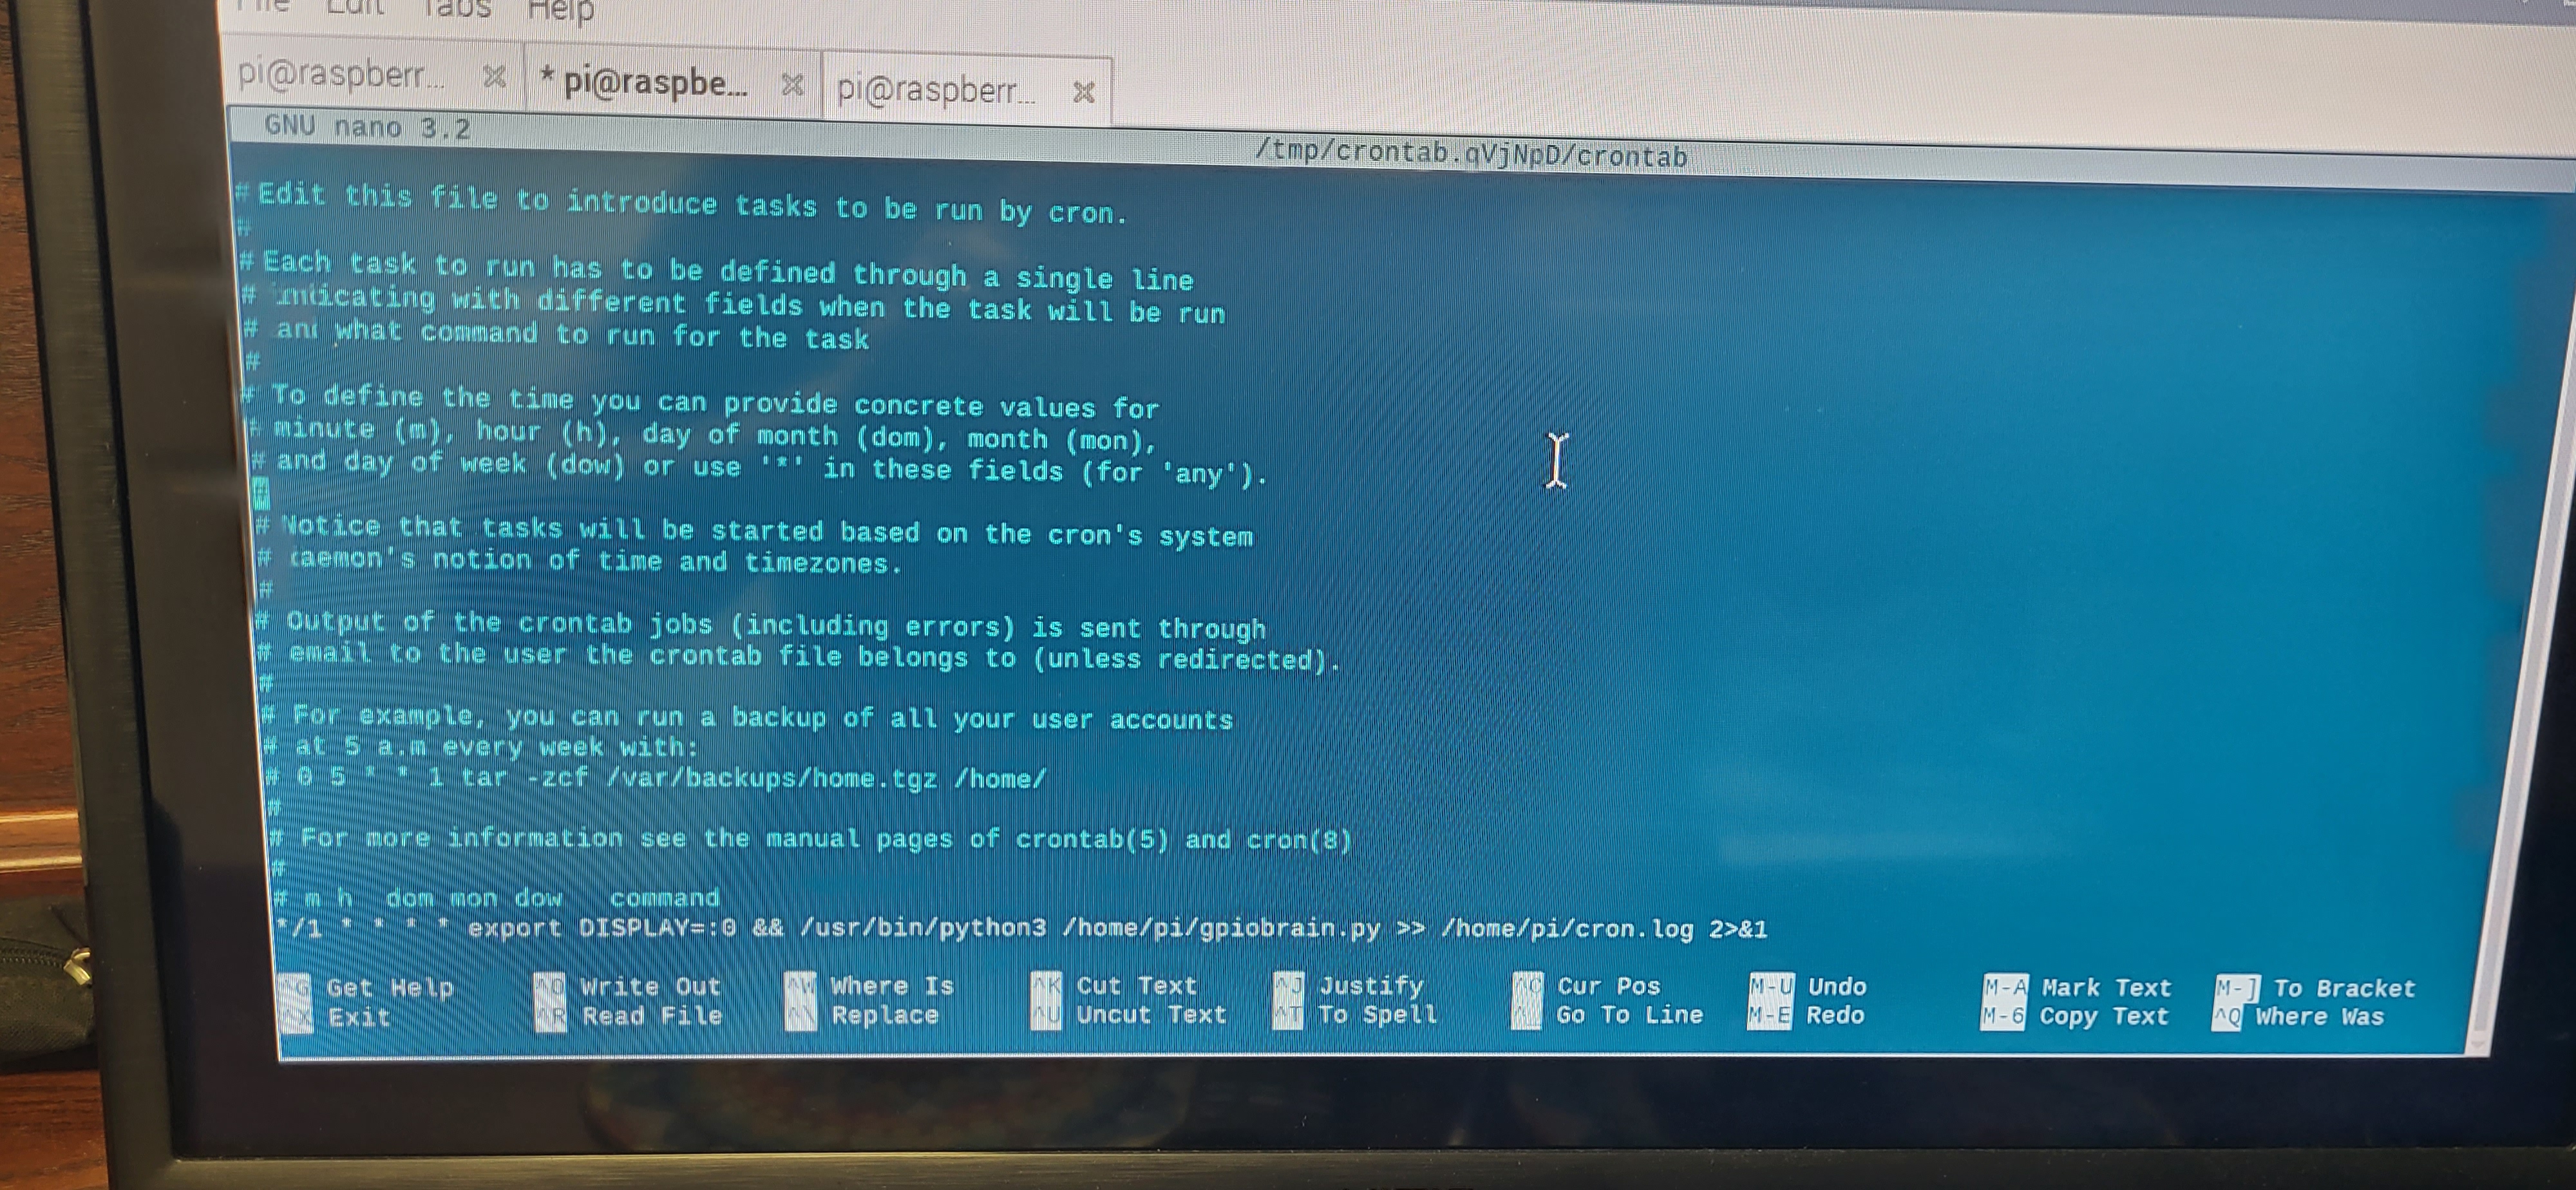 File Edit Tabs Help
pi@raspberr... * pi@raspbe... pi@raspberr...
GNU nano 3.2 /tmp/crontab.qVjNpD/crontab
# Edit this file to introduce tasks to be run by cron.
#
# Each task to run has to be defined through a single line
# indicating with different fields when the task will be run
# and what command to run for the task
#
# To define the time you can provide concrete values for
# minute (m), hour (h), day of month (dom), month (mon),
# and day of week (dow) or use '*' in these fields (for 'any').
#
# Notice that tasks will be started based on the cron's system
# daemon's notion of time and timezones.
#
# Output of the crontab jobs (including errors) is sent through
# email to the user the crontab file belongs to (unless redirected).
#
# For example, you can run a backup of all your user accounts
# at 5 a.m every week with:
# 0 5 * * 1 tar -zcf /var/backups/home.tgz /home/
#
# For more information see the manual pages of crontab(5) and cron(8)
#
# m h dom mon dow command
*/1 * * * * export DISPLAY=:0 && /usr/bin/python3 /home/pi/gpiobrain.py >> /home/pi/cron.log 2>&1
^G Get Help ^O Write Out ^W Where Is ^K Cut Text ^J Justify ^C Cur Pos M-U Undo M-A Mark Text M-] To Bracket
^X Exit ^R Read File ^\ Replace ^U Uncut Text ^T To Spell Go To Line M-E Redo M-6 Copy Text ^Q Where Was